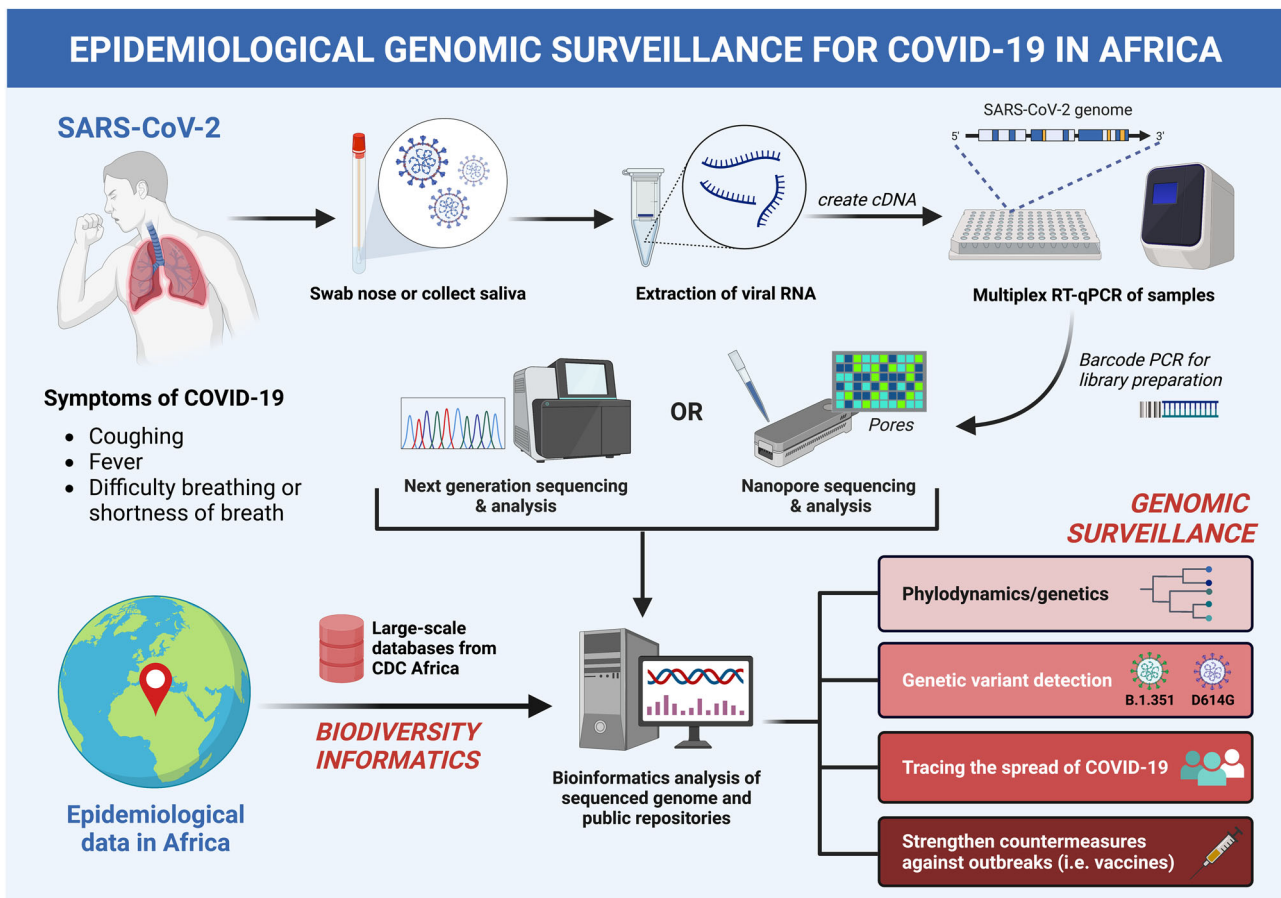 EPIDEMIOLOGICAL GENOMIC SURVEILLANCE FOR COVID-19 IN AFRICA
SARS-CoV-2
SARS-CoV-2 genome
5'
3'
create cDNA
Swab nose or collect saliva
Extraction of viral RNA
Multiplex RT-qPCR of samples
Barcode PCR for
library preparation
Symptoms of COVID-19
• Coughing
• Fever
• Difficulty breathing or
shortness of breath
OR
Pores
Next generation sequencing
& analysis
Nanopore sequencing
& analysis
GENOMIC
SURVEILLANCE
Phylodynamics/genetics
Genetic variant detection
B.1.351
D614G
Tracing the spread of COVID-19
Strengthen countermeasures
against outbreaks (i.e. vaccines)
Large-scale
databases from
CDC Africa
BIODIVERSITY
INFORMATICS
Bioinformatics analysis of
sequenced genome and
public repositories
Epidemiological
data in Africa